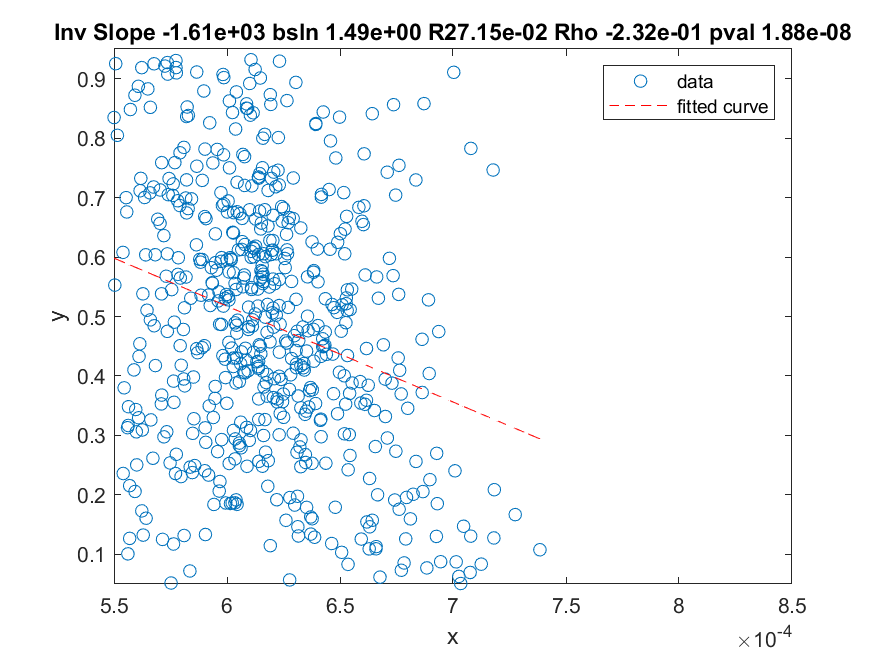 Inv Slope -1.61e+03 bsln 1.49e+00 R27.15e-02 Rho -2.32e-01 pval 1.88e-08
data
fitted curve
0.9
0.8
0.7
0.6
0.5
0.4
0.3
0.2
0.1
y
5.5 6 6.5 7 7.5 8 8.5
x
×10-4